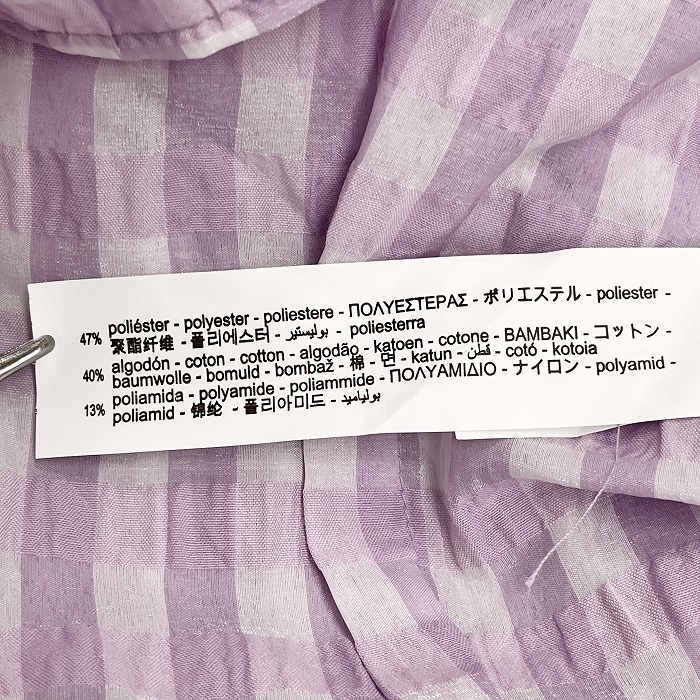 47% poliéster - polyester - poliestere - ΠΟΛΥΕΣΤΕΡΑΣ - ポリエステル - poliester -
聚酯纤维 - 폴리에스터 - بوليستير - poliesterra
40% algodón - coton - cotton - algodão - katoen - cotone - BAMBAKI - コットン -
baumwolle - bomuld - bombaž - 棉 - 면 - katun - قطن - cotó - kotoia
13% poliamida - polyamide - poliammide - ΠΟΛΥΑΜΙΔΙΟ - ナイロン - polyamid -
poliamid - 锦纶 - 폴리아미드 - بولياميد